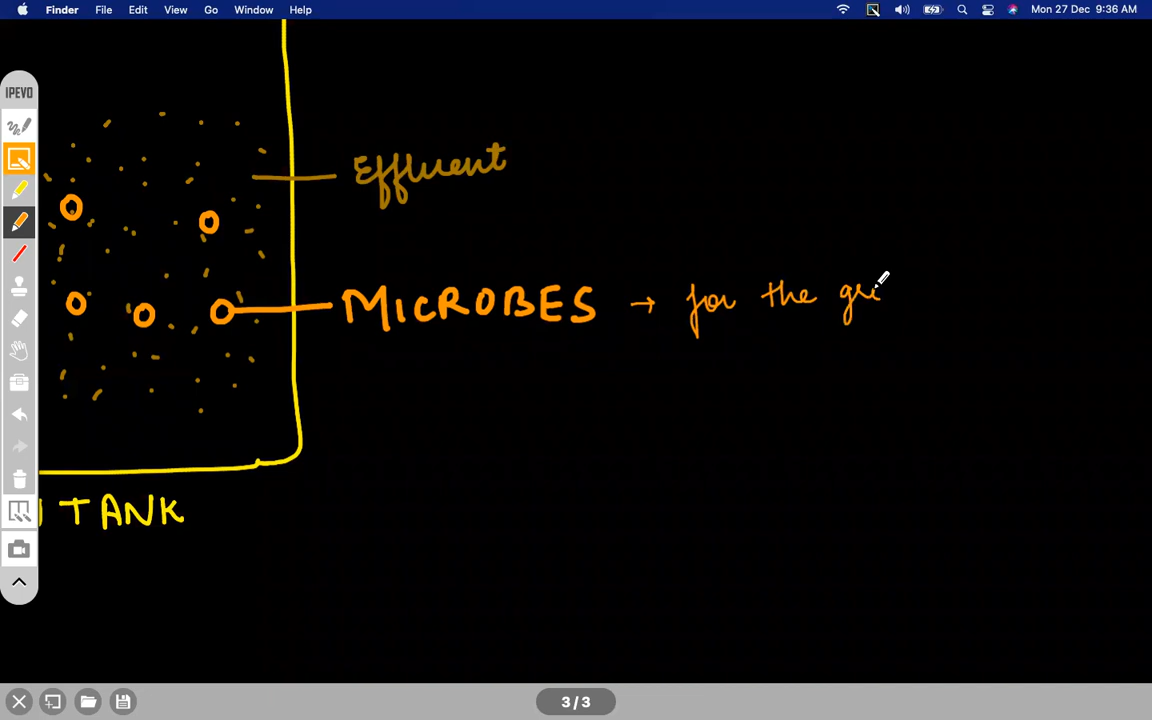 Finder File Edit View Go Window Help Mon 27 Dec 9:36 AM
IPEVO
Effluent
MICROBES → for the
TANK
3/3